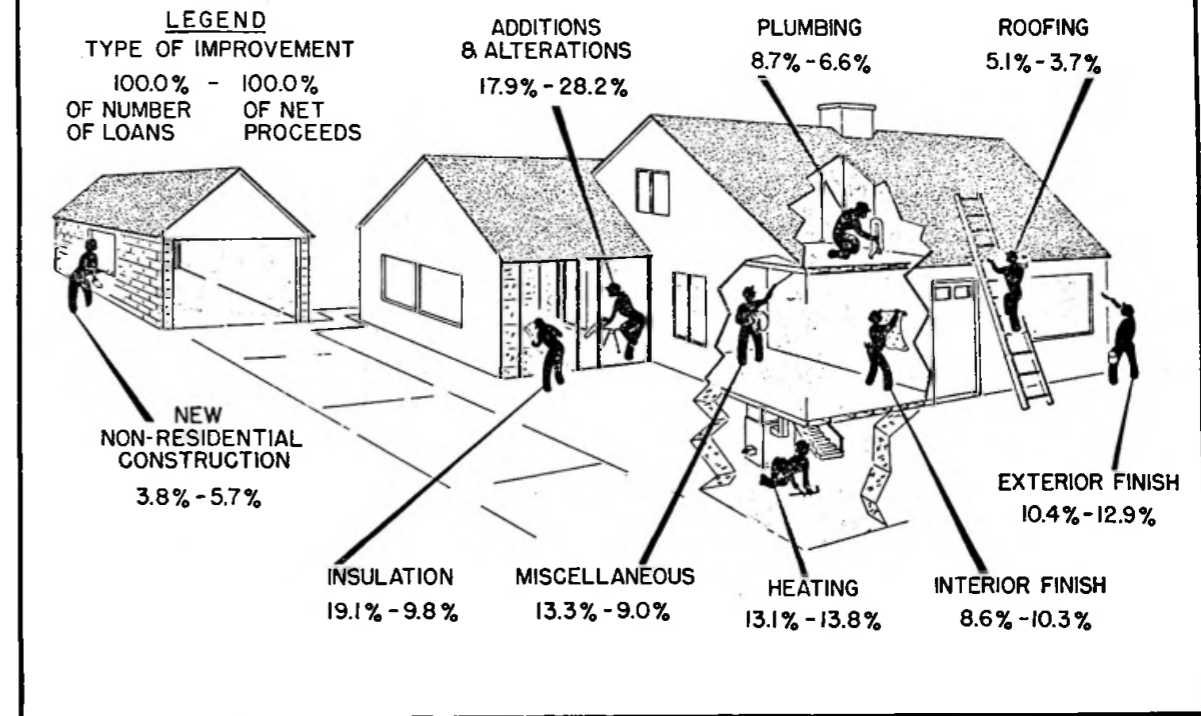 LEGEND
TYPE OF IMPROVEMENT
100.0% - 100.0%
OF NUMBER OF NET
OF LOANS PROCEEDS
ADDITIONS
& ALTERATIONS
17.9% - 28.2%
PLUMBING
8.7% - 6.6%
ROOFING
5.1% - 3.7%
NEW
NON-RESIDENTIAL
CONSTRUCTION
3.8% - 5.7%
INSULATION
19.1% - 9.8%
MISCELLANEOUS
13.3% - 9.0%
HEATING
13.1% - 13.8%
INTERIOR FINISH
8.6% - 10.3%
EXTERIOR FINISH
10.4% - 12.9%